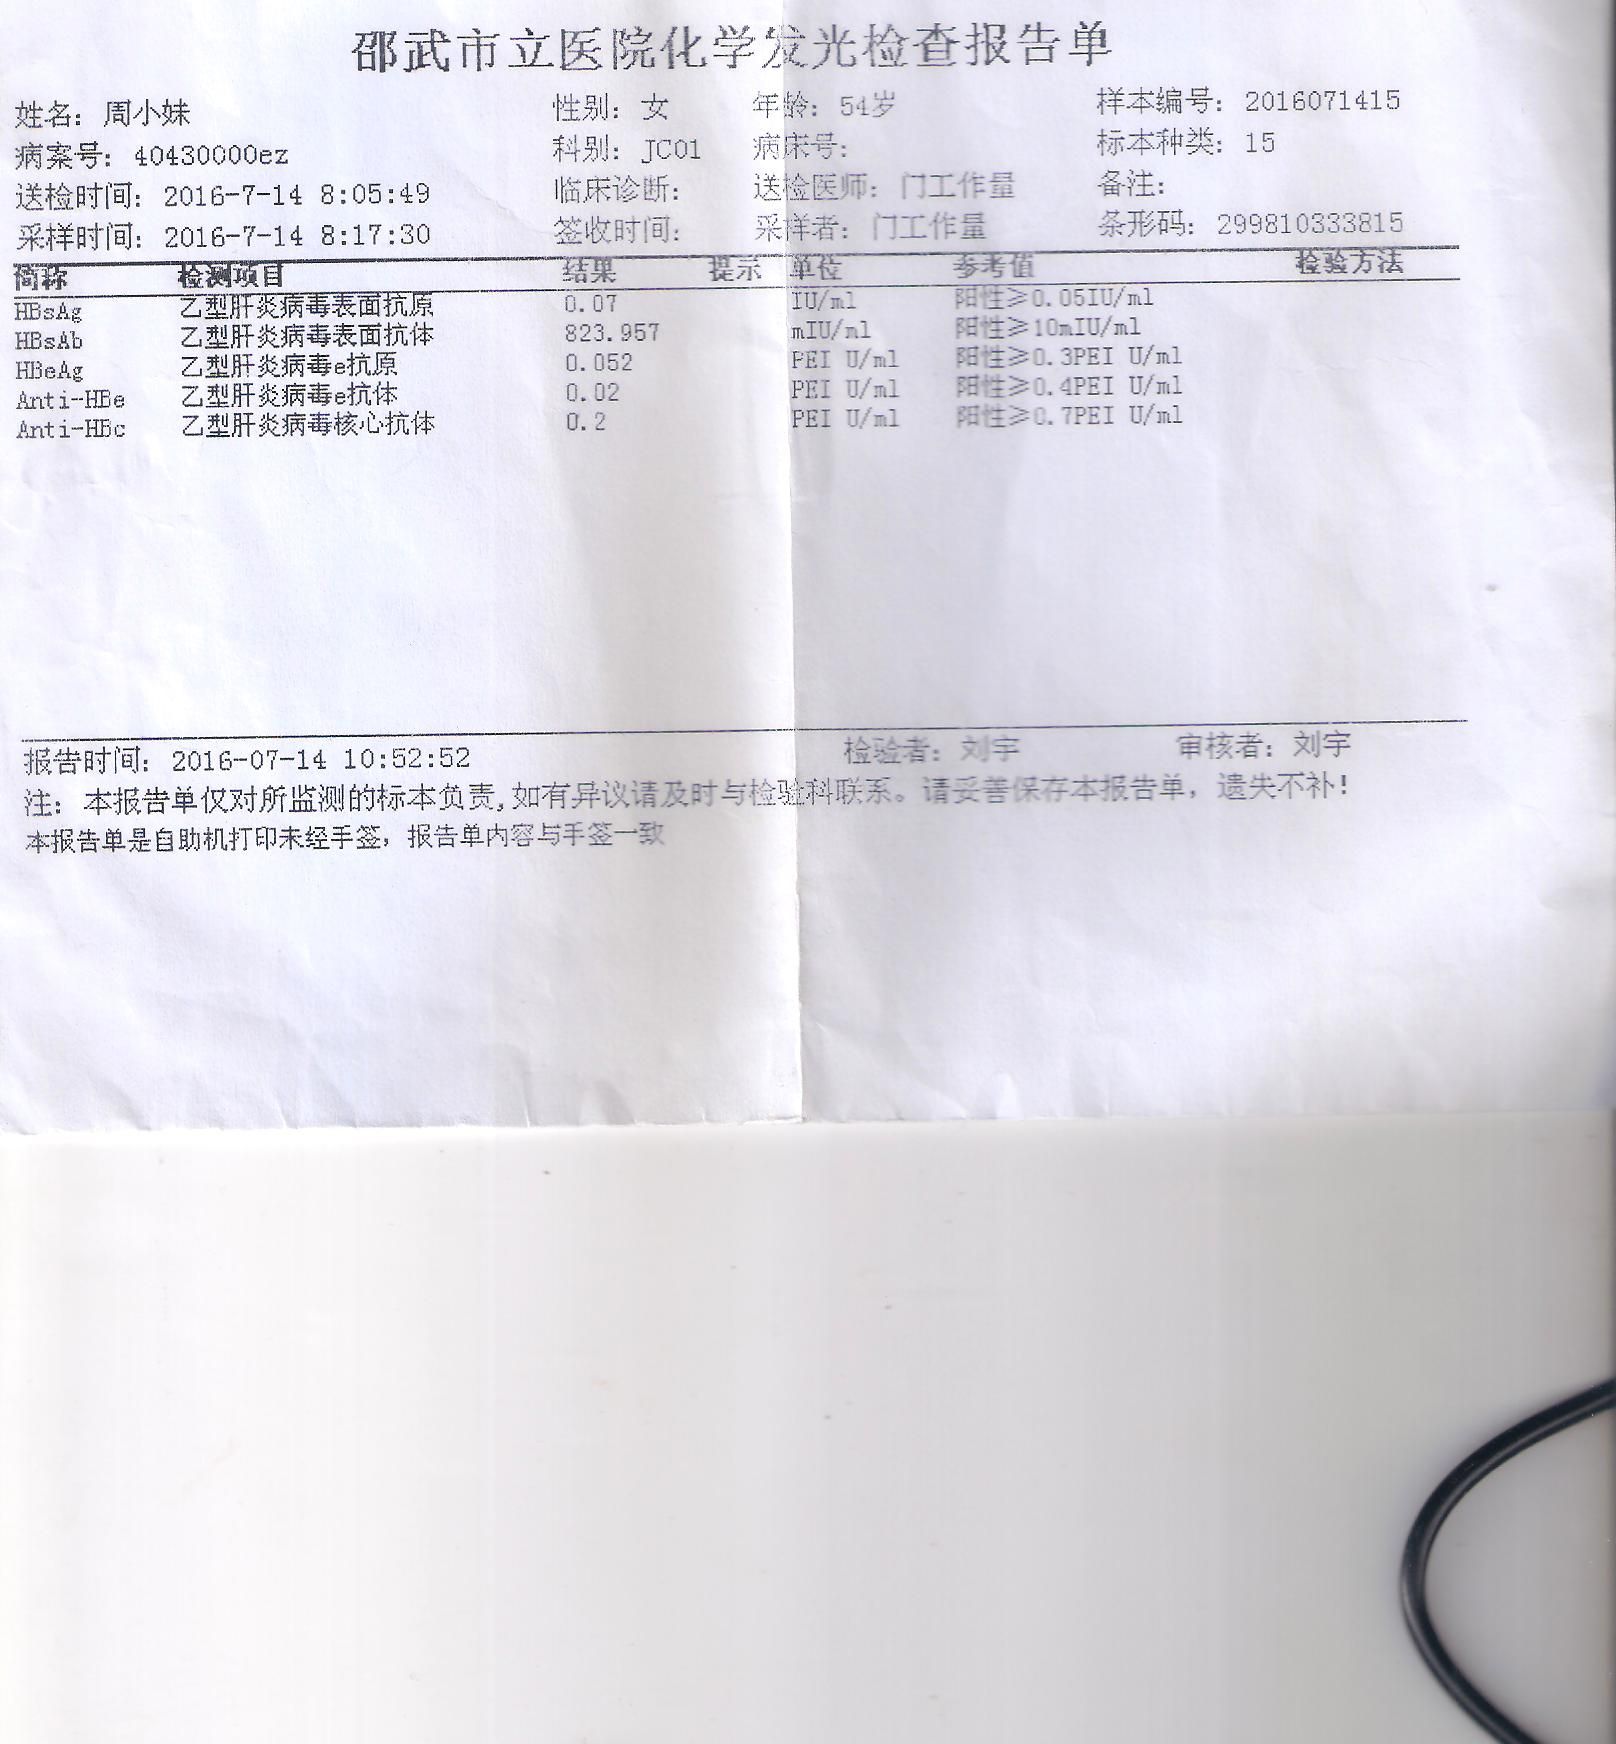 邵武市立医院化学发光检查报告单
姓名：周小妹 性别：女 年龄：54岁 样本编号：2016071415
病案号：40430000ez 科别：JC01 病床号： 标本种类：15
送检时间：2016-7-14 8:05:49 临床诊断： 送检医师：门工作量 备注：
采样时间：2016-7-14 8:17:30 签收时间： 采样者：门工作量 条形码：299810333815
简称 检测项目 结果 提示 单位 参考值 检验方法
HBsAg 乙型肝炎病毒表面抗原 0.07 IU/ml 阳性≥0.05IU/ml
HBsAb 乙型肝炎病毒表面抗体 823.957 mIU/ml 阳性≥10mIU/ml
HBeAg 乙型肝炎病毒e抗原 0.052 PEI U/ml 阳性≥0.3PEI U/ml
Anti-HBe 乙型肝炎病毒e抗体 0.02 PEI U/ml 阳性≥0.4PEI U/ml
Anti-HBc 乙型肝炎病毒核心抗体 0.2 PEI U/ml 阳性≥0.7PEI U/ml
报告时间：2016-07-14 10:52:52 检验者：刘宇 审核者：刘宇
注：本报告单仅对所监测的标本负责,如有异议请及时与检验科联系。请妥善保存本报告单，遗失不补！
本报告单是自助机打印未经手签，报告单内容与手签一致